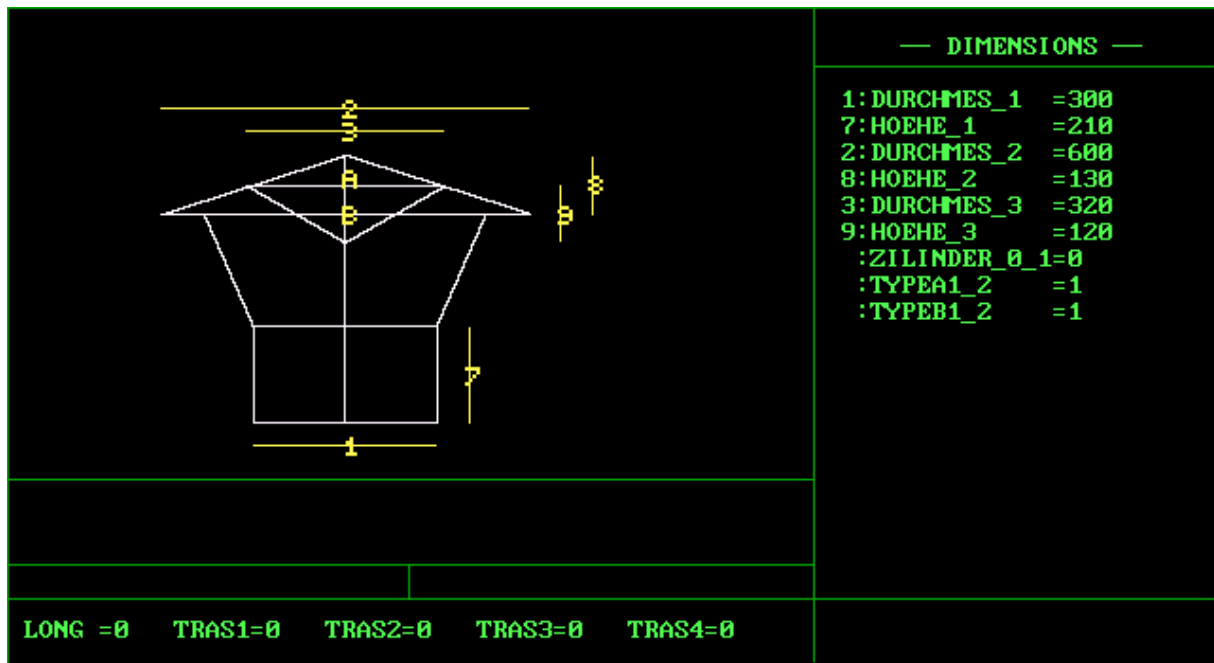 — DIMENSIONS —
1:DURCHMES_1 =300
7:HOEHE_1 =210
2:DURCHMES_2 =600
8:HOEHE_2 =130
3:DURCHMES_3 =320
9:HOEHE_3 =120
:ZILINDER_0_1=0
:TYPEA1_2 =1
:TYPEB1_2 =1
2
3
A
8
B
9
7
1
LONG =0 TRAS1=0 TRAS2=0 TRAS3=0 TRAS4=0